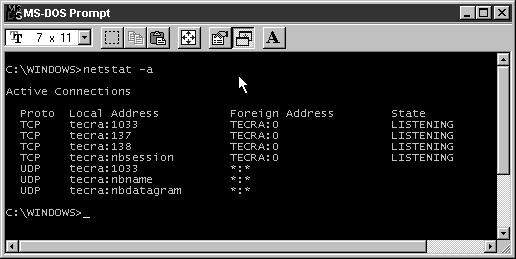 MS-DOS Prompt
7 x 11
A
C:\WINDOWS>netstat -a
Active Connections
Proto Local Address Foreign Address State
TCP tecra:1033 TECRA:0 LISTENING
TCP tecra:137 TECRA:0 LISTENING
TCP tecra:138 TECRA:0 LISTENING
TCP tecra:nbsession TECRA:0 LISTENING
UDP tecra:1033 *:*
UDP tecra:nbname *:*
UDP tecra:nbdatagram *:*
C:\WINDOWS>_